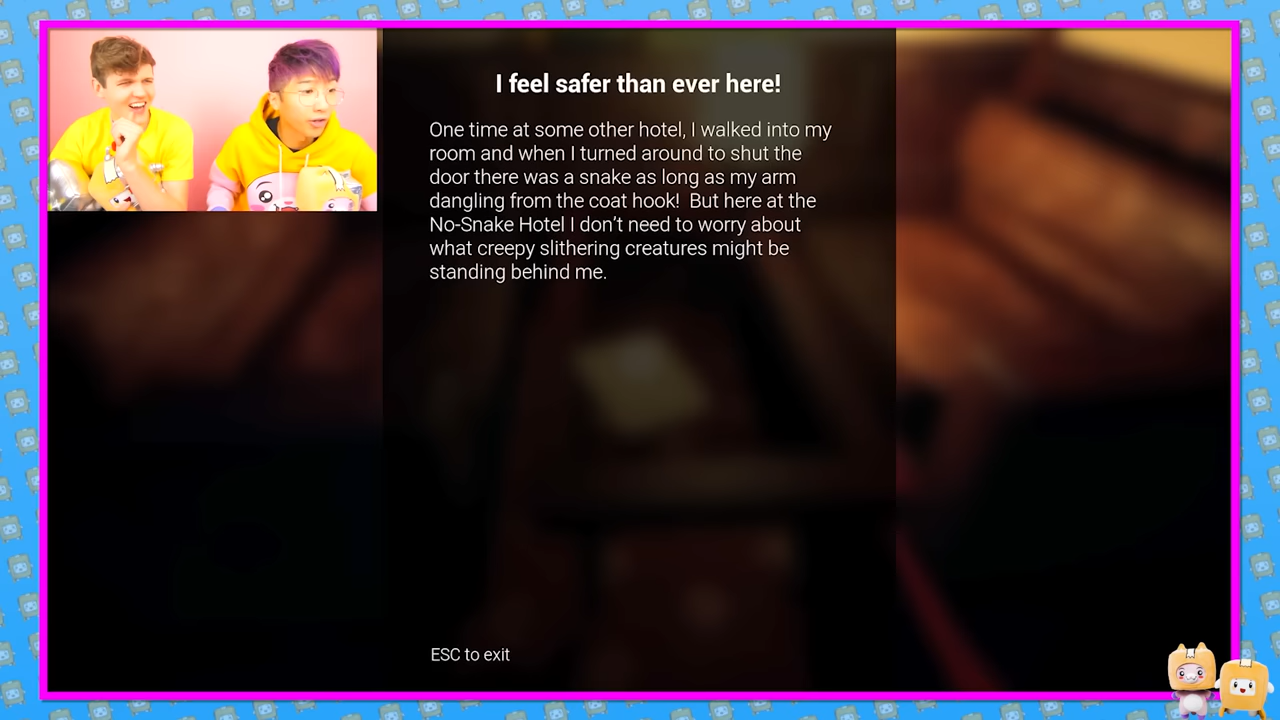 I feel safer than ever here!
One time at some other hotel, I walked into my
room and when I turned around to shut the
door there was a snake as long as my arm
dangling from the coat hook!  But here at the
No-Snake Hotel I don’t need to worry about
what creepy slithering creatures might be
standing behind me.
ESC to exit